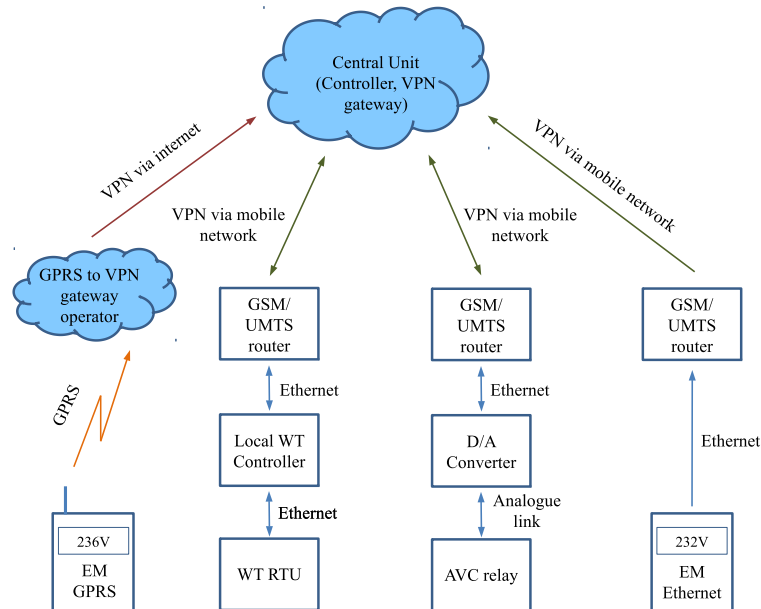 Central Unit
(Controller, VPN
gateway)
VPN via internet
VPN via mobile
network
VPN via mobile
network
VPN via mobile network
GPRS to VPN
gateway
operator
GSM/
UMTS
router
GSM/
UMTS
router
GSM/
UMTS
router
GPRS
Ethernet
Ethernet
Ethernet
Local WT
Controller
D/A
Converter
Ethernet
Analogue
link
236V
EM
GPRS
WT RTU
AVC relay
232V
EM
Ethernet